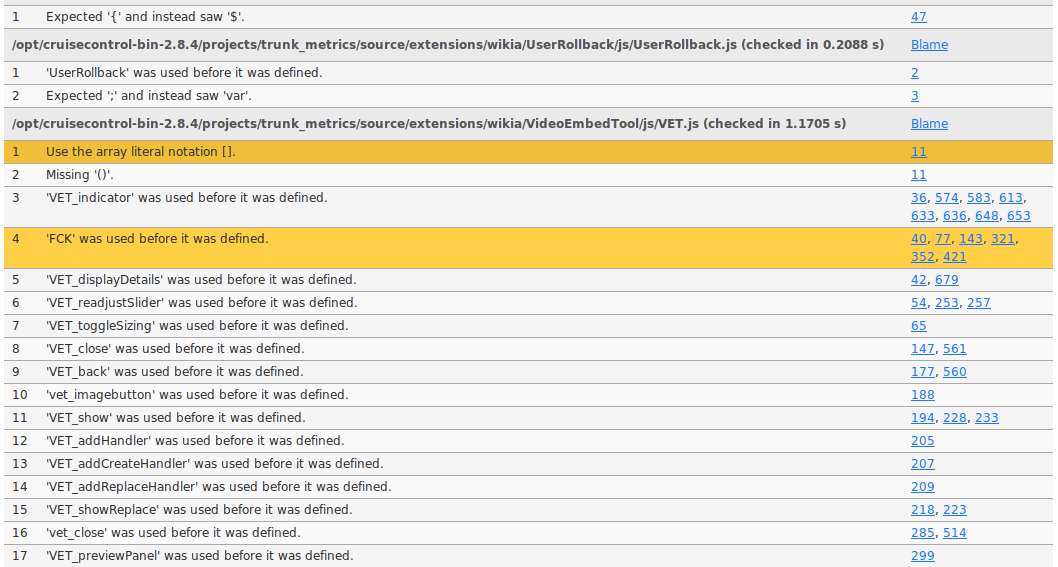 1 Expected '{' and instead saw '$'. 47
/opt/cruisecontrol-bin-2.8.4/projects/trunk_metrics/source/extensions/wikia/UserRollback/js/UserRollback.js (checked in 0.2088 s) Blame
1 'UserRollback' was used before it was defined. 2
2 Expected ';' and instead saw 'var'. 3
/opt/cruisecontrol-bin-2.8.4/projects/trunk_metrics/source/extensions/wikia/VideoEmbedTool/js/VET.js (checked in 1.1705 s) Blame
1 Use the array literal notation []. 11
2 Missing '()'. 11
3 'VET_indicator' was used before it was defined. 36, 574, 583, 613,
633, 636, 648, 653
4 'FCK' was used before it was defined. 40, 77, 143, 321,
352, 421
5 'VET_displayDetails' was used before it was defined. 42, 679
6 'VET_readjustSlider' was used before it was defined. 54, 253, 257
7 'VET_toggleSizing' was used before it was defined. 65
8 'VET_close' was used before it was defined. 147, 561
9 'VET_back' was used before it was defined. 177, 560
10 'vet_imagebutton' was used before it was defined. 188
11 'VET_show' was used before it was defined. 194, 228, 233
12 'VET_addHandler' was used before it was defined. 205
13 'VET_addCreateHandler' was used before it was defined. 207
14 'VET_addReplaceHandler' was used before it was defined. 209
15 'VET_showReplace' was used before it was defined. 218, 223
16 'vet_close' was used before it was defined. 285, 514
17 'VET_previewPanel' was used before it was defined. 299